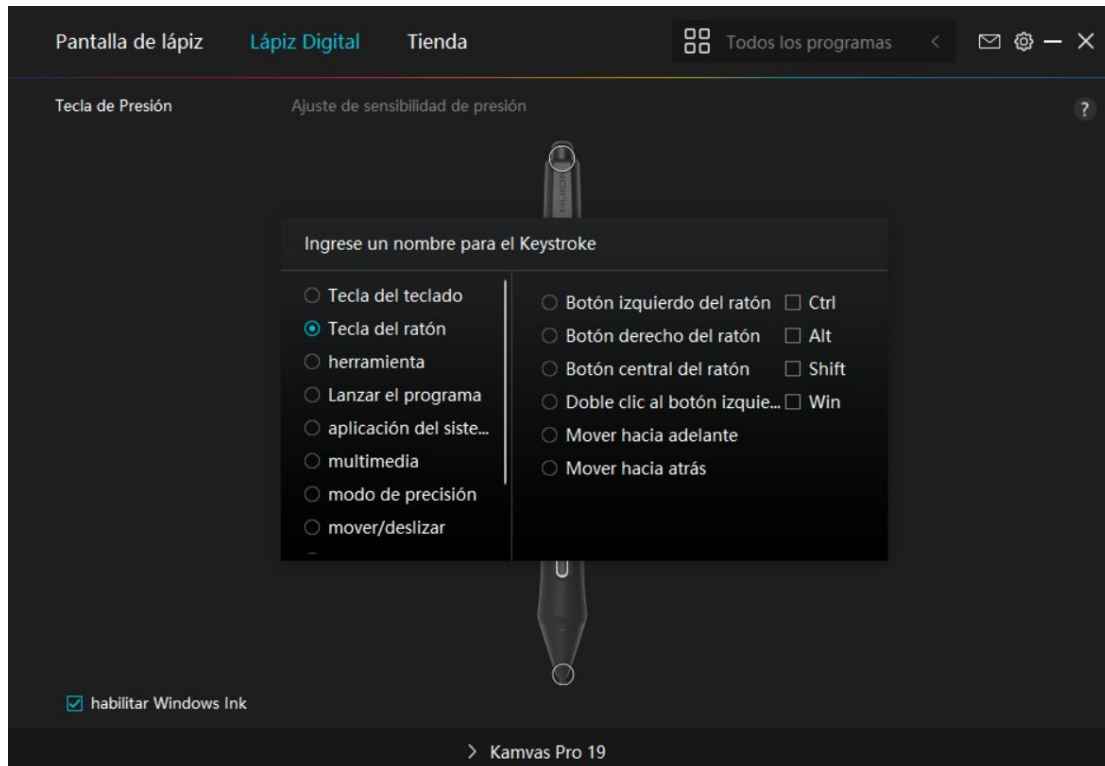 Pantalla de lápiz Lápiz Digital Tienda Todos los programas
Tecla de Presión Ajuste de sensibilidad de presión ?
HUION
Ingrese un nombre para el Keystroke
Tecla del teclado
Tecla del ratón
herramienta
Lanzar el programa
aplicación del siste...
multimedia
modo de precisión
mover/deslizar
Botón izquierdo del ratón Ctrl
Botón derecho del ratón Alt
Botón central del ratón Shift
Doble clic al botón izquie... Win
Mover hacia adelante
Mover hacia atrás
habilitar Windows Ink
Kamvas Pro 19